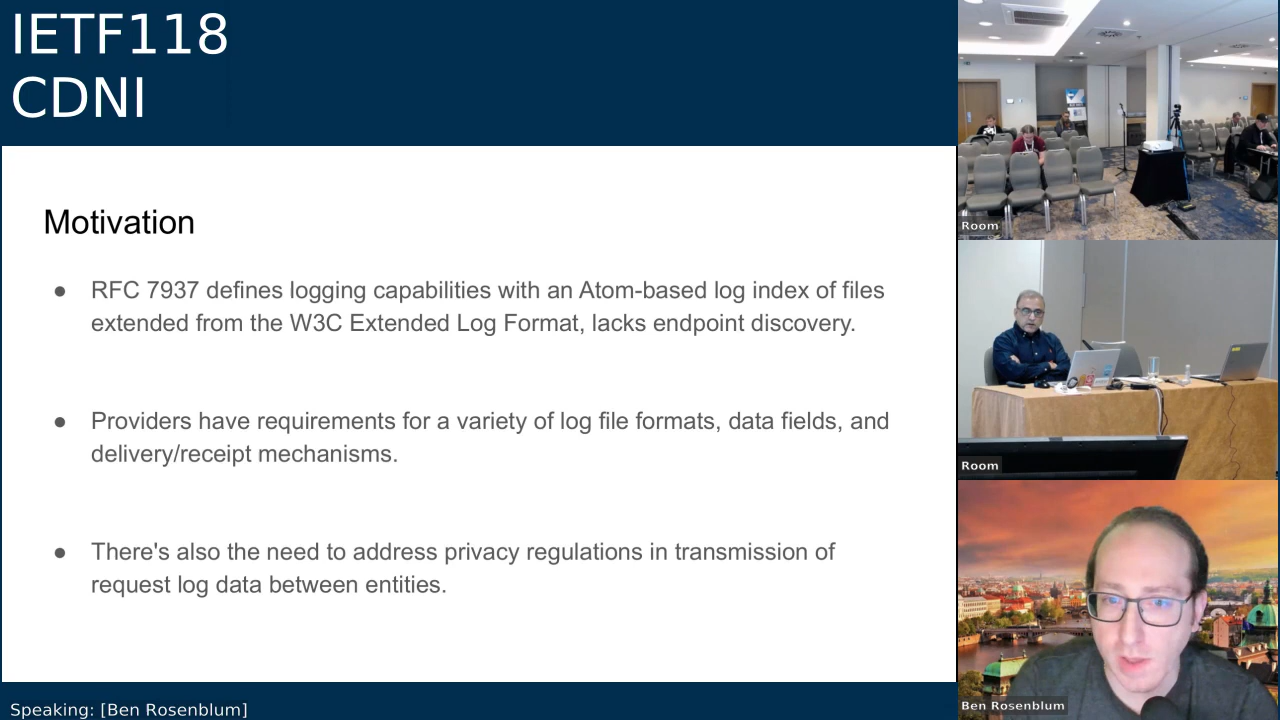 IETF118
CDNI
Motivation
● RFC 7937 defines logging capabilities with an Atom-based log index of files
extended from the W3C Extended Log Format, lacks endpoint discovery.
● Providers have requirements for a variety of log file formats, data fields, and
delivery/receipt mechanisms.
● There's also the need to address privacy regulations in transmission of
request log data between entities.
Speaking: [Ben Rosenblum]
Room
Room
Ben Rosenblum